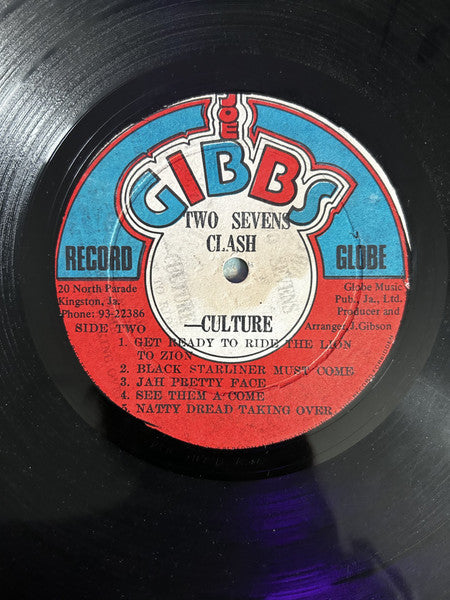 JOE
GIBBS
TWO SEVENS
CLASH
RECORD
GLOBE
20 North Parade
Kingston, Ja.
Phone: 93-22386
Globe Music
Pub., Ja., Ltd.
Producer and
Arranger, J.Gibson
SIDE TWO
—CULTURE
1. GET READY TO RIDE THE LION
TO ZION
2. BLACK STARLINER MUST COME
3. JAH PRETTY FACE
4. SEE THEM A COME
5. NATTY DREAD TAKING OVER